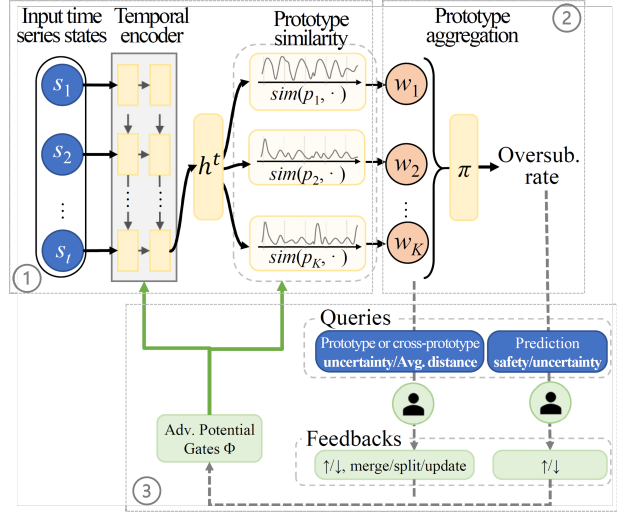 Input time
series states
Temporal
encoder
Prototype
similarity
Prototype
aggregation
2
s1
s2
⋮
st
h^t
sim(p1, ·)
sim(p2, ·)
sim(pK, ·)
w1
w2
⋮
wK
π
Oversub.
rate
1
Queries
Prototype or cross-prototype
uncertainty/Avg. distance
Prediction
safety/uncertainty
Adv. Potential
Gates Φ
Feedbacks
↑/↓, merge/split/update
↑/↓
3